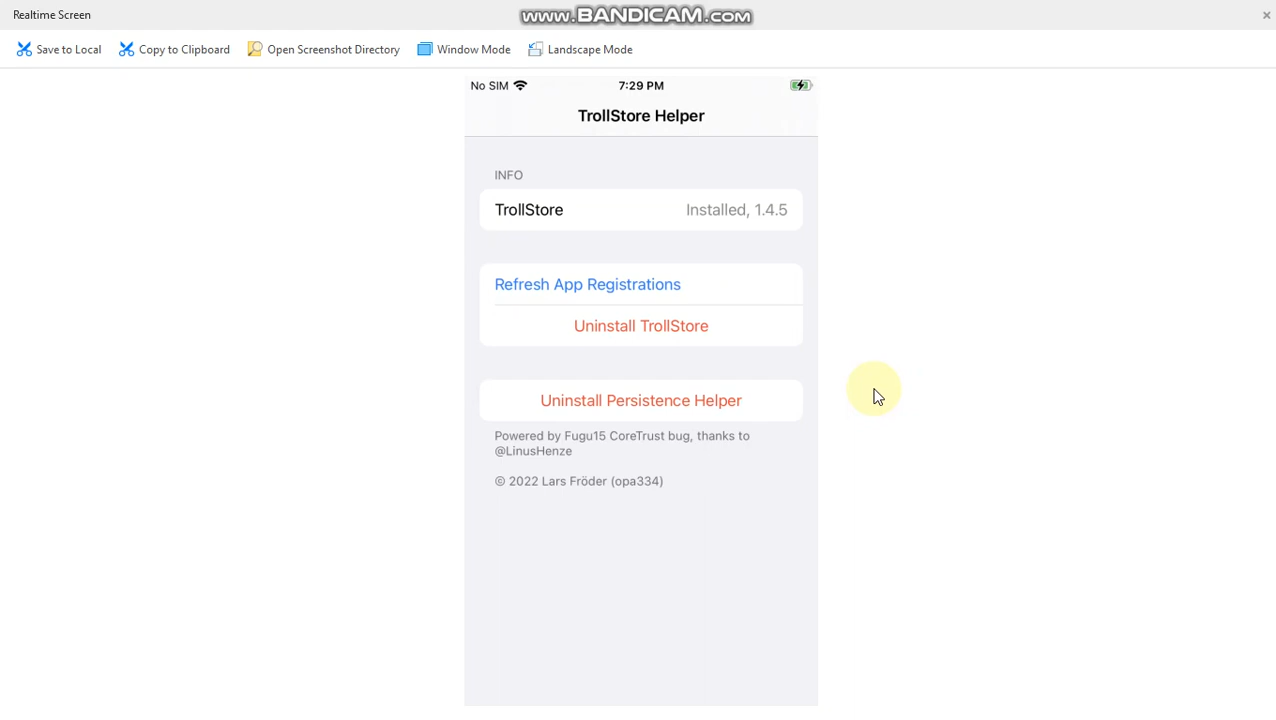 Realtime Screen
www.BANDICAM.com
Save to Local Copy to Clipboard Open Screenshot Directory Window Mode Landscape Mode
No SIM 7:29 PM
TrollStore Helper
INFO
TrollStore Installed, 1.4.5
Refresh App Registrations
Uninstall TrollStore
Uninstall Persistence Helper
Powered by Fugu15 CoreTrust bug, thanks to
@LinusHenze
© 2022 Lars Fröder (opa334)